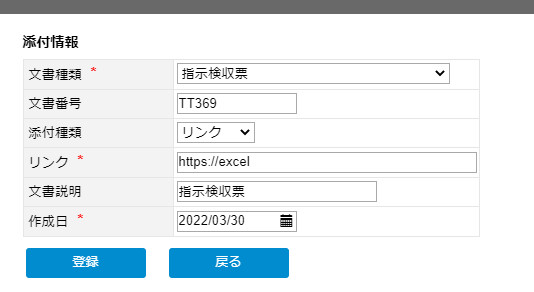 添付情報
文書種類 * 指示検収票
文書番号 TT369
添付種類 リンク
リンク * https://excel
文書説明 指示検収票
作成日 * 2022/03/30
登録 戻る